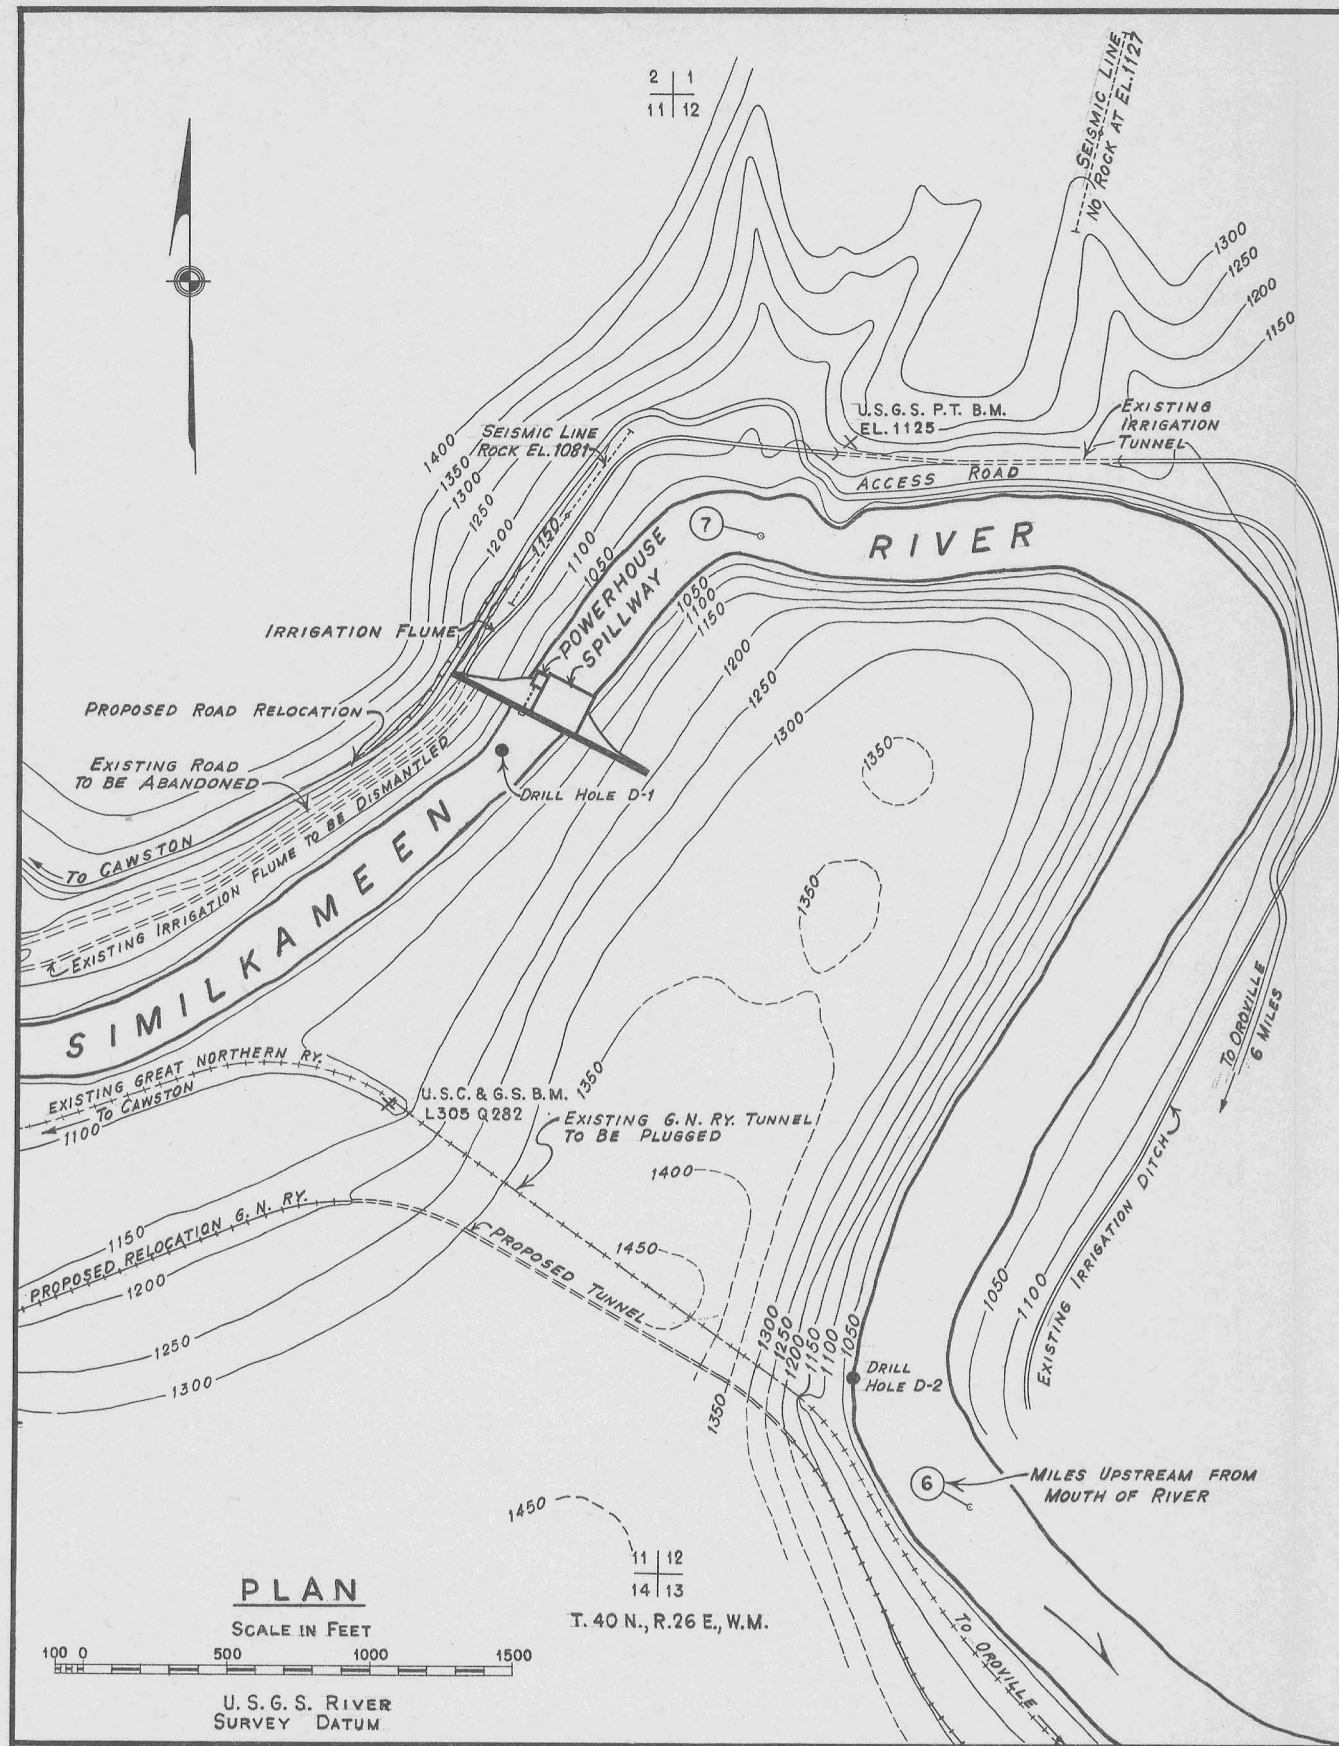 2 1
11 12
SEISMIC LINE
NO ROCK AT EL.1127
1300
1250
1200
1150
U.S.G.S. P.T. B.M.
EL. 1125
EXISTING
IRRIGATION
TUNNEL
ACCESS ROAD
SEISMIC LINE
ROCK EL. 1081
1400
1350
1300
1250
1200
1150
1100
1050
7
RIVER
POWERHOUSE
SPILLWAY
1050
1100
1150
1200
1250
1300
IRRIGATION FLUME
PROPOSED ROAD RELOCATION
EXISTING ROAD
TO BE ABANDONED
DRILL HOLE D-1
1350
1350
TO CAWSTON
EXISTING IRRIGATION FLUME TO BE DISMANTLED
SIMILKAMEEN
TO OROVILLE
6 MILES
EXISTING GREAT NORTHERN RY.
TO CAWSTON
1100
U.S.C. & G.S. B.M.
L305 Q282
1350
EXISTING G.N. RY. TUNNEL
TO BE PLUGGED
1400
1450
1150
PROPOSED RELOCATION G.N. RY.
1200
1250
1300
PROPOSED TUNNEL
EXISTING IRRIGATION DITCH
1050
1100
1300
1250
1200
1150
1100
1050
1350
DRILL
HOLE D-2
6
MILES UPSTREAM FROM
MOUTH OF RIVER
1450
11 12
14 13
T. 40 N., R. 26 E., W.M.
TO OROVILLE
PLAN
SCALE IN FEET
100 0 500 1000 1500
U.S.G.S. RIVER
SURVEY DATUM